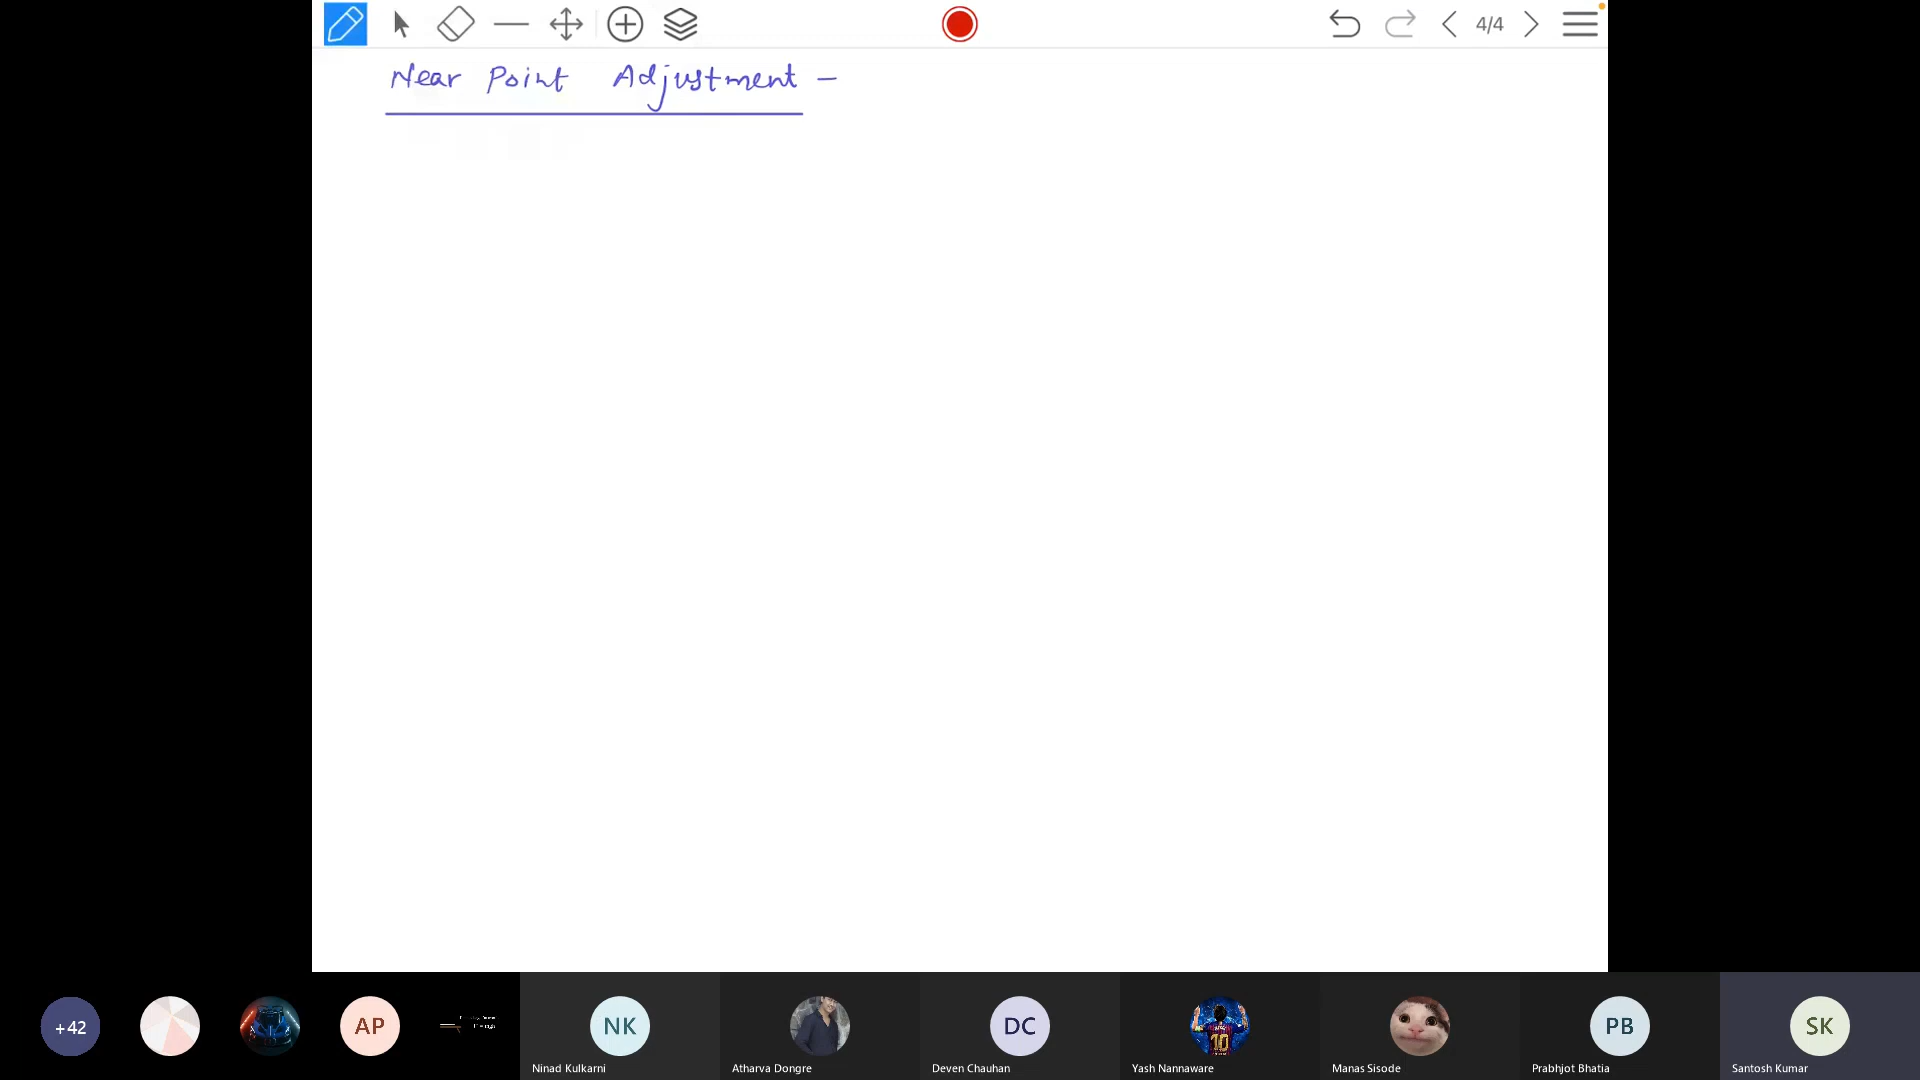 4/4
Near Point Adjustment -
+42
AP
NK
DC
10
PB
SK
Ninad Kulkarni
Atharva Dongre
Deven Chauhan
Yash Nannaware
Manas Sisode
Prabhjot Bhatia
Santosh Kumar